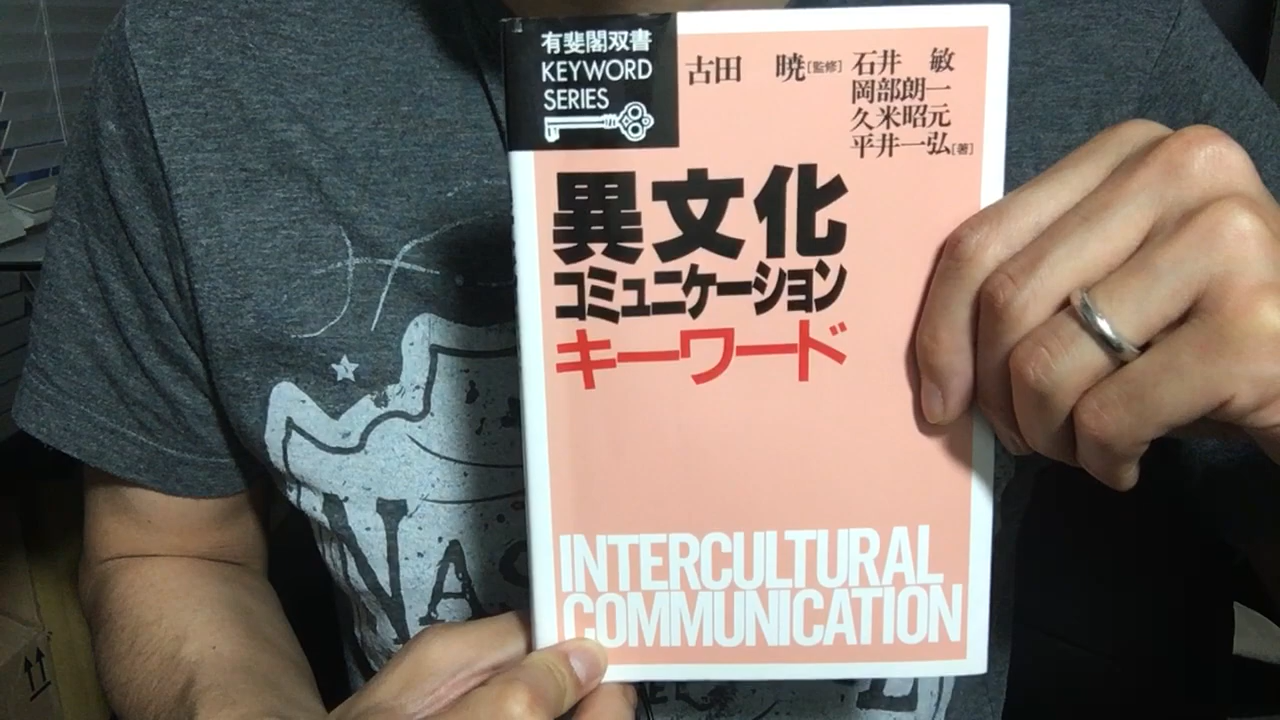 有斐閣双書
KEYWORD
SERIES
古田 暁[監修]
石井 敏
岡部朗一
久米昭元
平井一弘[著]
異文化
コミュニケーション
キーワード
INTERCULTURAL
COMMUNICATION